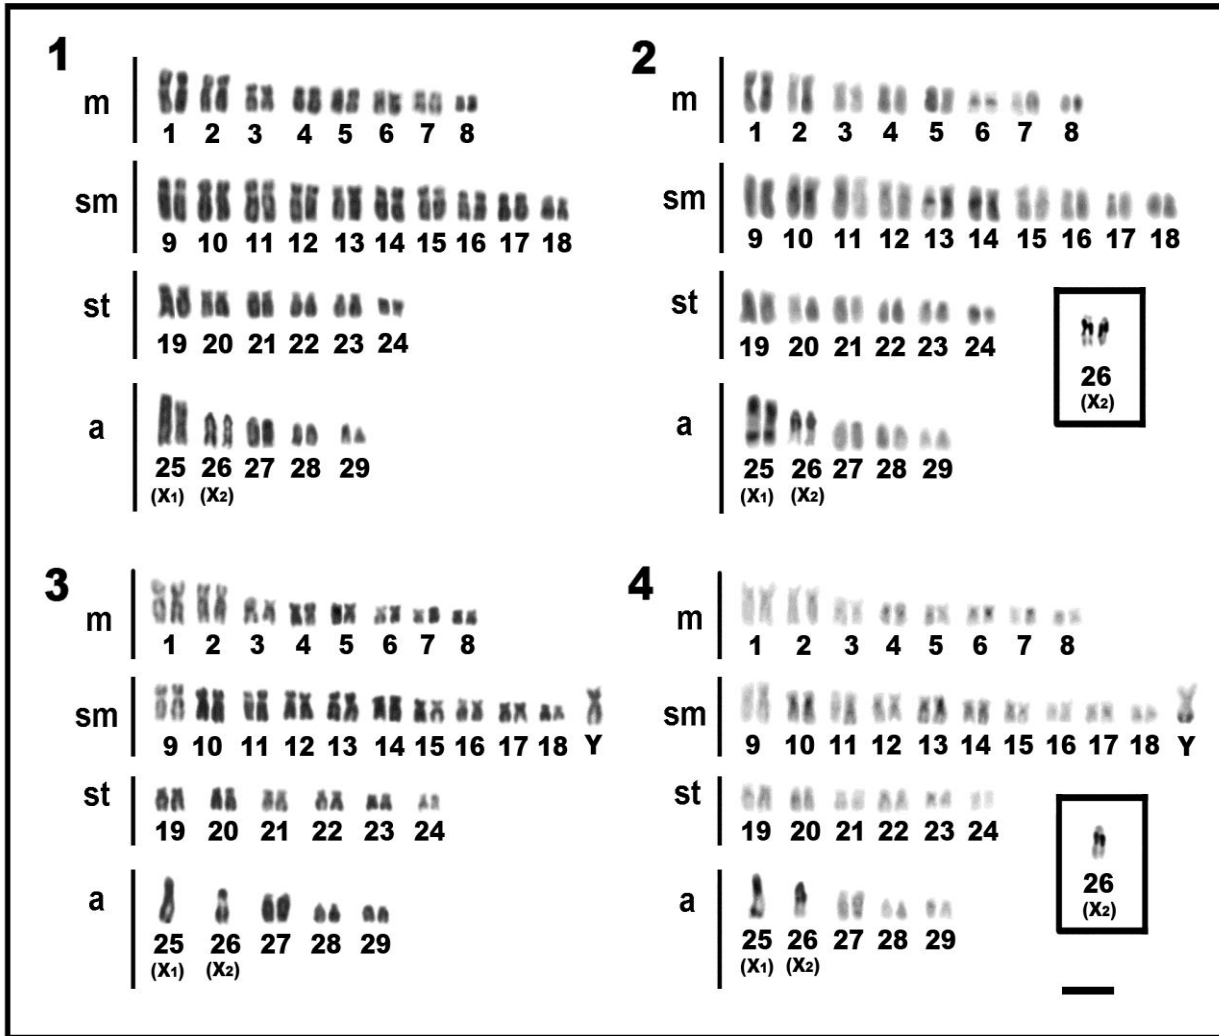 1
m
1 2 3 4 5 6 7 8
sm
9 10 11 12 13 14 15 16 17 18
st
19 20 21 22 23 24
a
25 26 27 28 29
(X1) (X2)
2
m
1 2 3 4 5 6 7 8
sm
9 10 11 12 13 14 15 16 17 18
st
19 20 21 22 23 24
26
(X2)
a
25 26 27 28 29
(X1) (X2)
3
m
1 2 3 4 5 6 7 8
sm
9 10 11 12 13 14 15 16 17 18 Y
st
19 20 21 22 23 24
a
25 26 27 28 29
(X1) (X2)
4
m
1 2 3 4 5 6 7 8
sm
9 10 11 12 13 14 15 16 17 18 Y
st
19 20 21 22 23 24
26
(X2)
a
25 26 27 28 29
(X1) (X2)